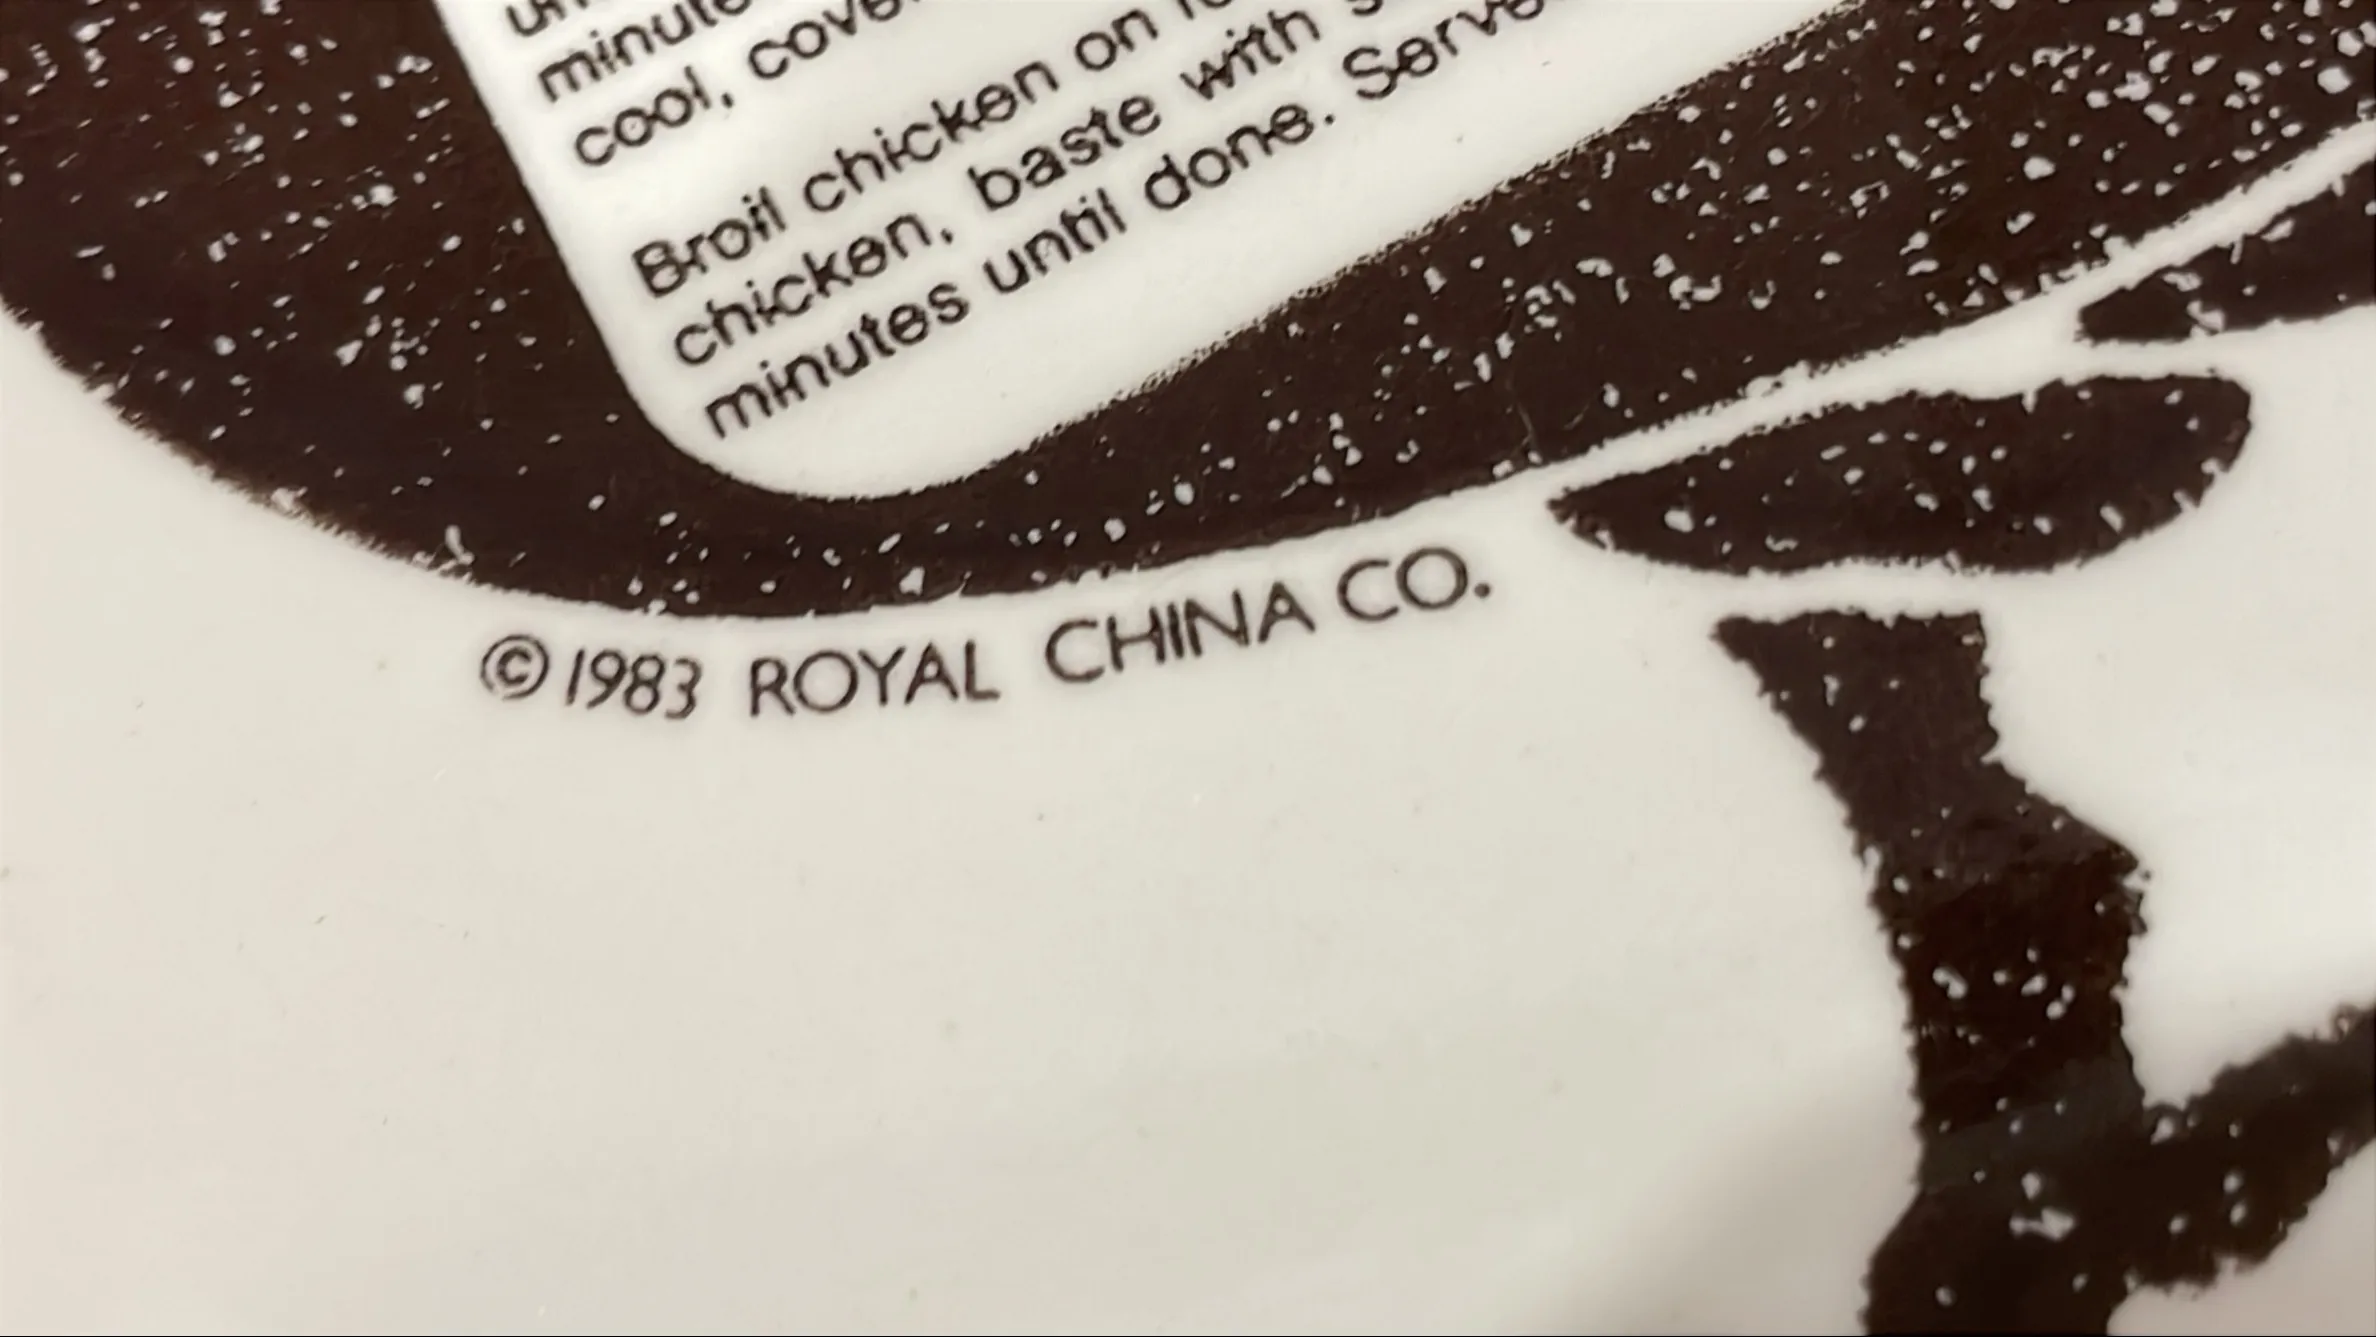 minute
cool, cove
Broil chicken on
chicken, baste with
minutes until done. Serve
©1983 ROYAL CHINA CO.